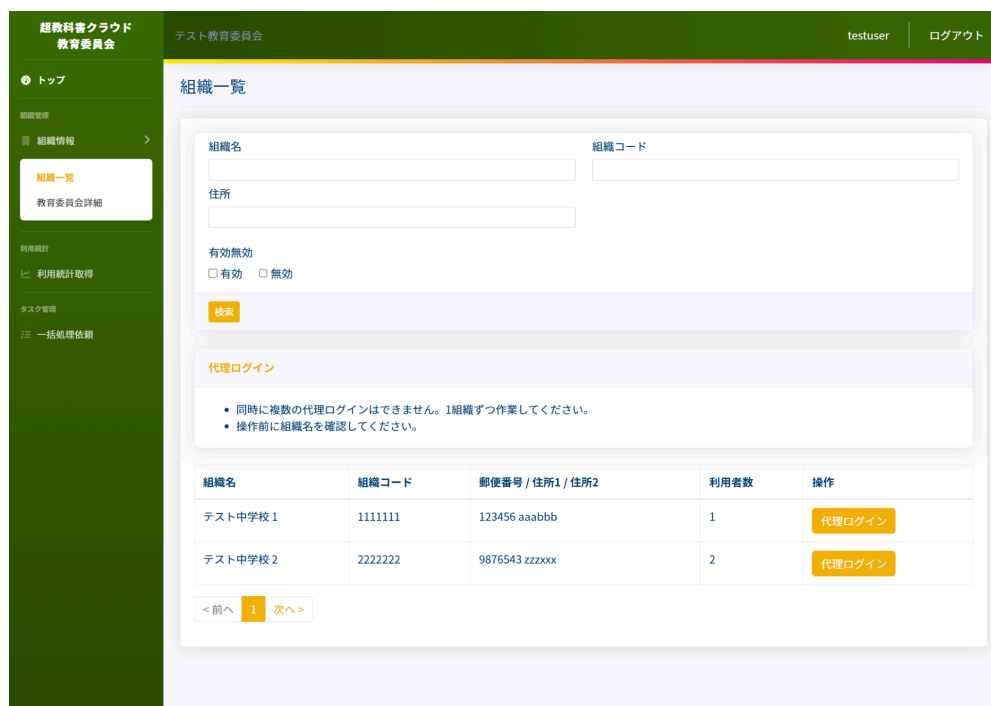 超教科書クラウド
教育委員会
テスト教育委員会
testuser
ログアウト
トップ
組織管理
組織情報
組織一覧
教育委員会詳細
利用統計
利用統計取得
タスク管理
一括処理依頼
組織一覧
組織名
組織コード
住所
有効無効
有効 無効
検索
代理ログイン
• 同時に複数の代理ログインはできません。1組織ずつ作業してください。
• 操作前に組織名を確認してください。
組織名 組織コード 郵便番号 / 住所1 / 住所2 利用者数 操作
テスト中学校 1 1111111 123456 aaabbb 1 代理ログイン
テスト中学校 2 2222222 9876543 zzzxxx 2 代理ログイン
< 前へ 1 次へ >